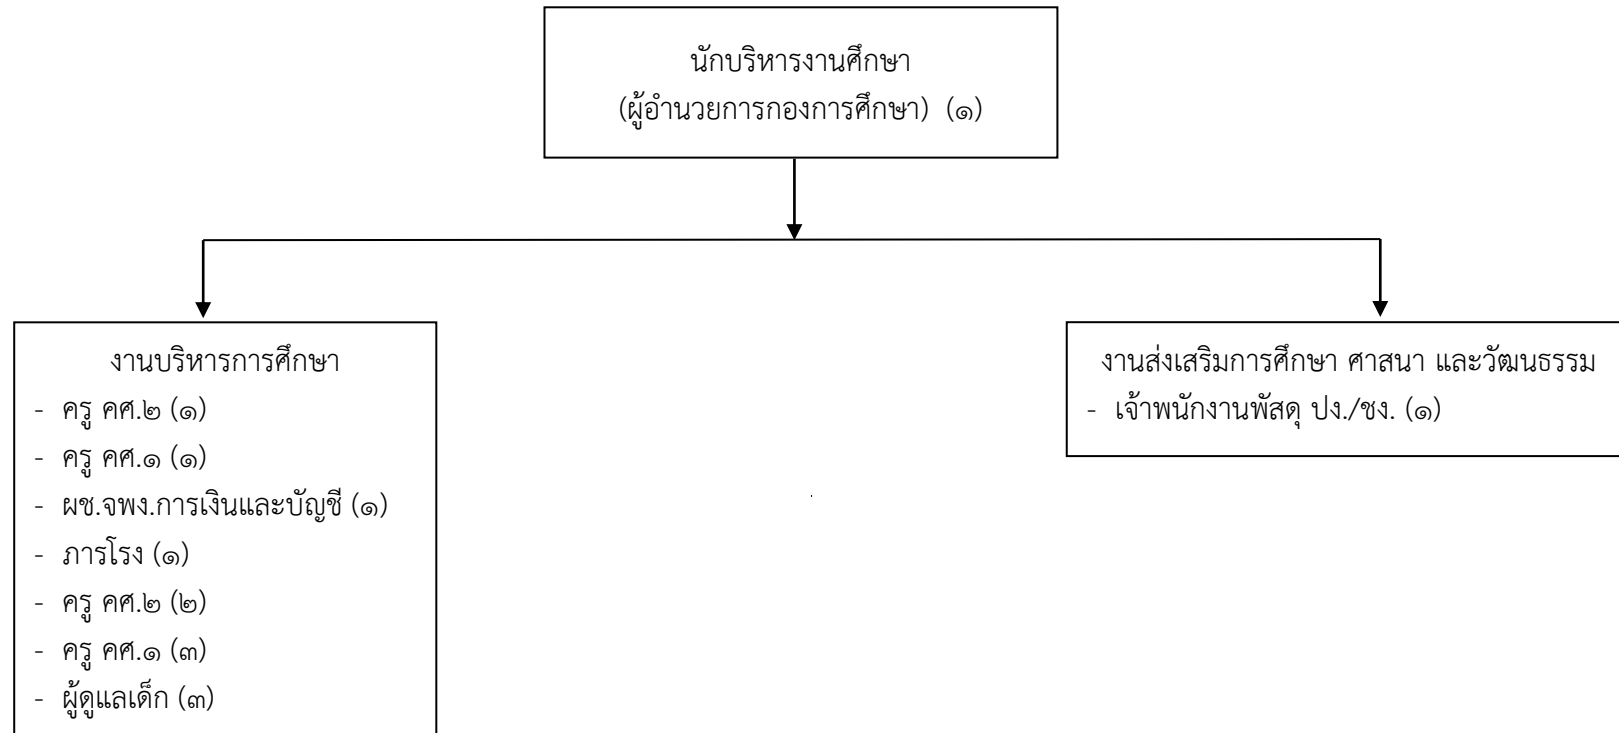 นักบริหารงานศึกษา
(ผู้อำนวยการกองการศึกษา) (๑)
งานบริหารการศึกษา
- ครู คศ.๒ (๑)
- ครู คศ.๑ (๑)
- ผช.จพง.การเงินและบัญชี (๑)
- ภารโรง (๑)
- ครู คศ.๒ (๒)
- ครู คศ.๑ (๓)
- ผู้ดูแลเด็ก (๓)
งานส่งเสริมการศึกษา ศาสนา และวัฒนธรรม
- เจ้าพนักงานพัสดุ ปง./ชง. (๑)